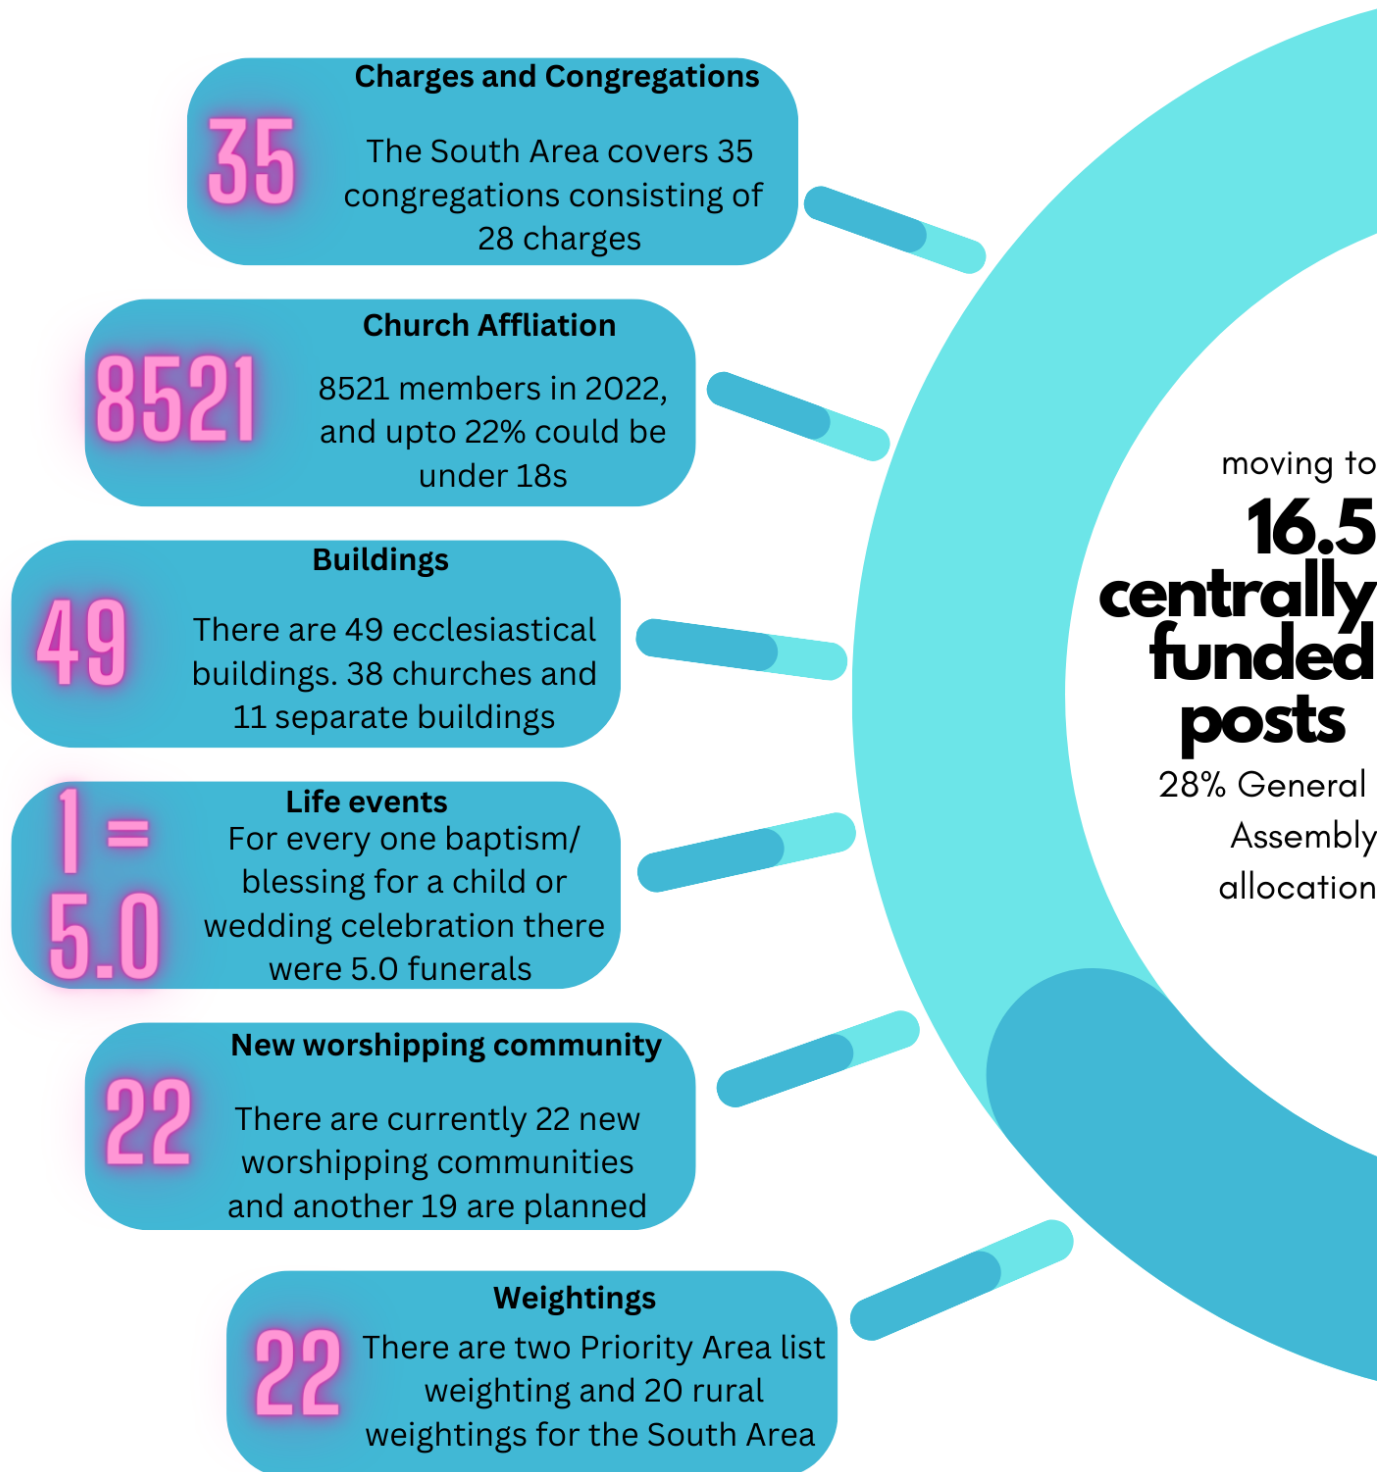 Charges and Congregations
35
The South Area covers 35
congregations consisting of
28 charges
Church Affliation
8521
8521 members in 2022,
and upto 22% could be
under 18s
Buildings
49
There are 49 ecclesiastical
buildings. 38 churches and
11 separate buildings
Life events
1 =
5.0
For every one baptism/
blessing for a child or
wedding celebration there
were 5.0 funerals
New worshipping community
22
There are currently 22 new
worshipping communities
and another 19 are planned
Weightings
22
There are two Priority Area list
weighting and 20 rural
weightings for the South Area
moving to
16.5
centrally
funded
posts
28% General
Assembly
allocation